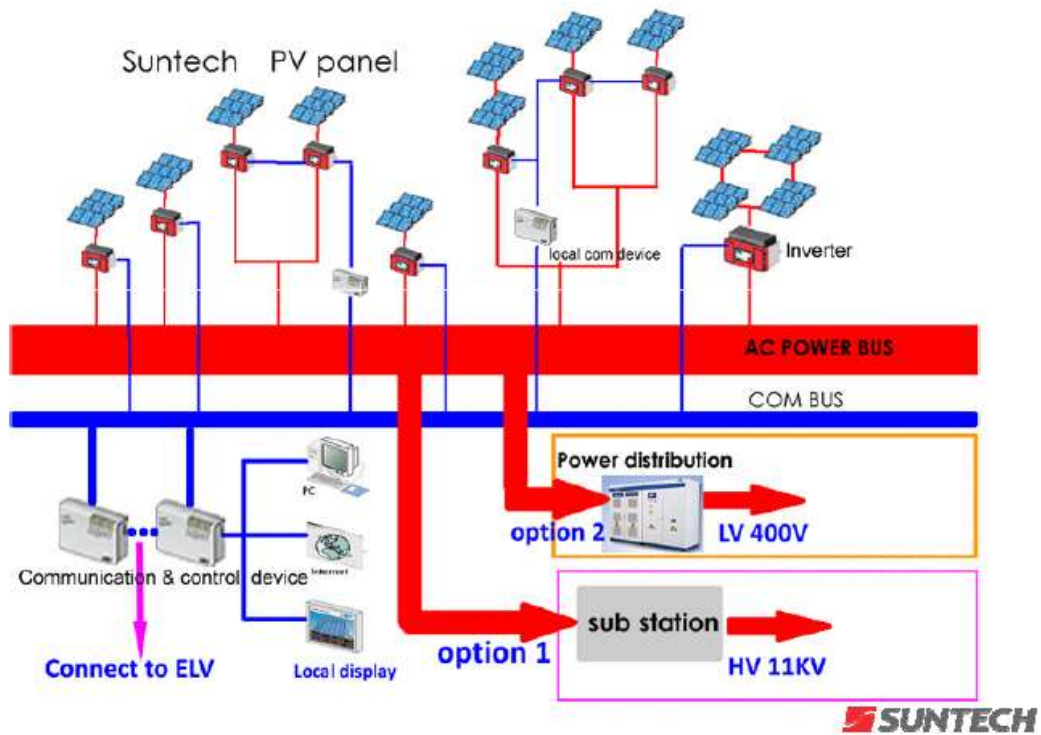 Suntech PV panel
local com device
Inverter
AC POWER BUS
COM BUS
Power distribution
PC
option 2
LV 400V
Internet
Communication & control device
sub station
Connect to ELV
Local display
option 1
HV 11KV
SUNTECH